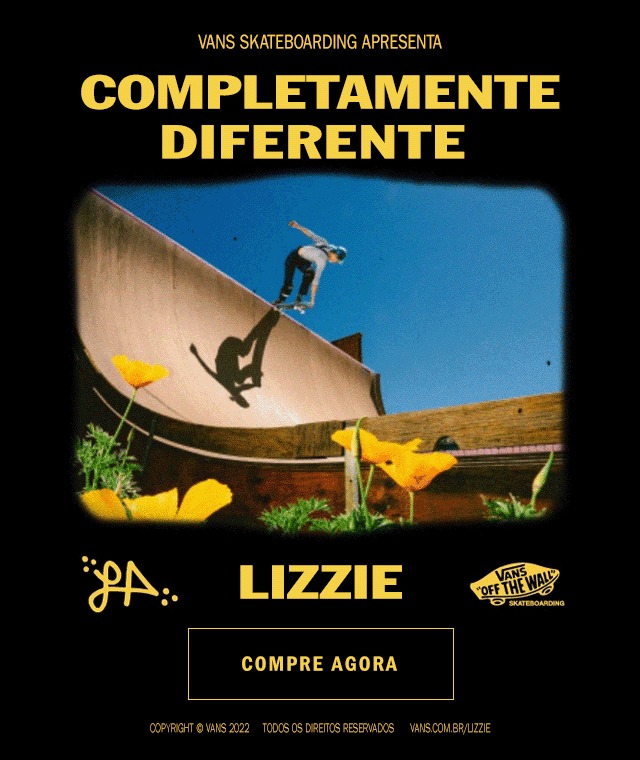 VANS SKATEBOARDING APRESENTA
COMPLETAMENTE
DIFERENTE
LIZZIE
VANS
"OFF THE WALL"
SKATEBOARDING
COMPRE AGORA
COPYRIGHT © VANS 2022 TODOS OS DIREITOS RESERVADOS VANS.COM.BR/LIZZIE